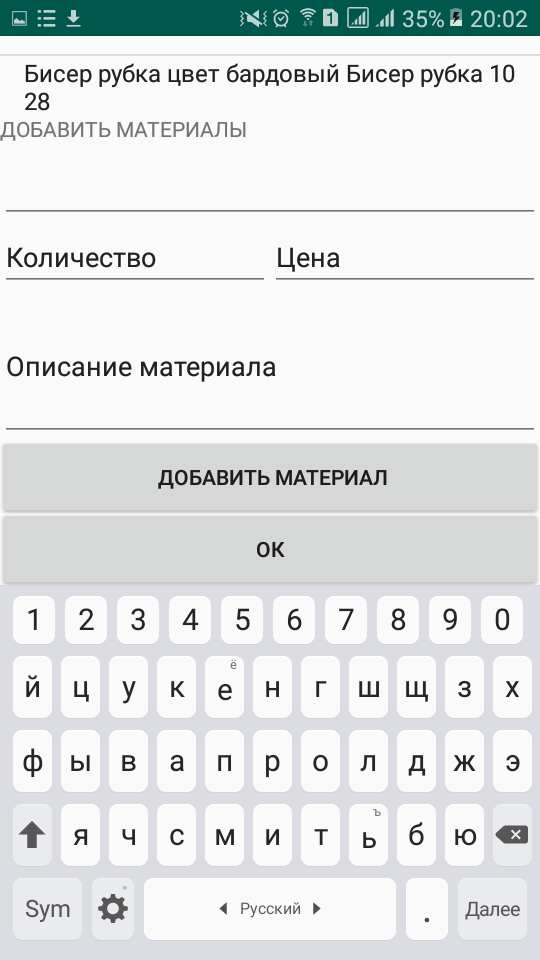 1 35% 20:02
Бисер рубка цвет бардовый Бисер рубка 10
28
ДОБАВИТЬ МАТЕРИАЛЫ
Количество Цена
Описание материала
ДОБАВИТЬ МАТЕРИАЛ
ОК
1 2 3 4 5 6 7 8 9 0
й ц у к е ё н г ш щ з х
ф ы в а п р о л д ж э
я ч с м и т ь ъ б ю
Sym Русский . Далее